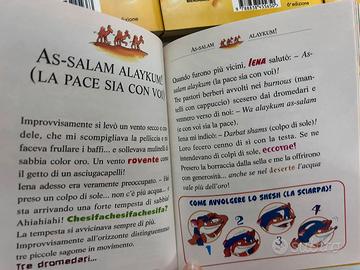 6ª edizione
AS-SALAM ALAYKUM!
(LA PACE SIA CON VOI)
Improvvisamente si levò un vento secco e cor-
dele, che mi scompigliava la pelliccia e mi
faceva frullare i baffi... e sollevava mulinelli di
sabbia color oro. Un vento rovente come il
getto di un asciugacapelli!
Iena adesso era veramente preoccupato. – Hai
preso un colpo di sole... non c'è più acqua...
sta arrivando una forte tempesta di sabbia!
Ahiahiahi! Chesifachesifachesifa?
La tempesta si avvicinava sempre di più.
Improvvisamente all'orizzonte distinguemmo
tre piccole sagome in movimento.
Tre dromedari...
AS-SALAM
ALAYKUM!
Quando furono più vicini, IENA salutò: – As-
salam alaykum (la pace sia con voi)!
Tre pastori berberi avvolti nei burnous (man-
telli con cappuccio) scesero dai dromedari e
vennero verso di noi: – Wa alaykum as-salam
(e con voi sia la pace).
Iena mi indicò: – Darbat shams (colpo di sole)!
Loro fecero cenno di sì con la testa. Se ne
intendevano di colpi di sole, eccome!
Presero la borraccia dalla sella e me la offrirono
con generosità... anche se nel deserto l'acqua
vale più dell'oro!
COME AVVOLGERE LO SHESH (LA SCIARPA):
1
2
3
4
Subito.it